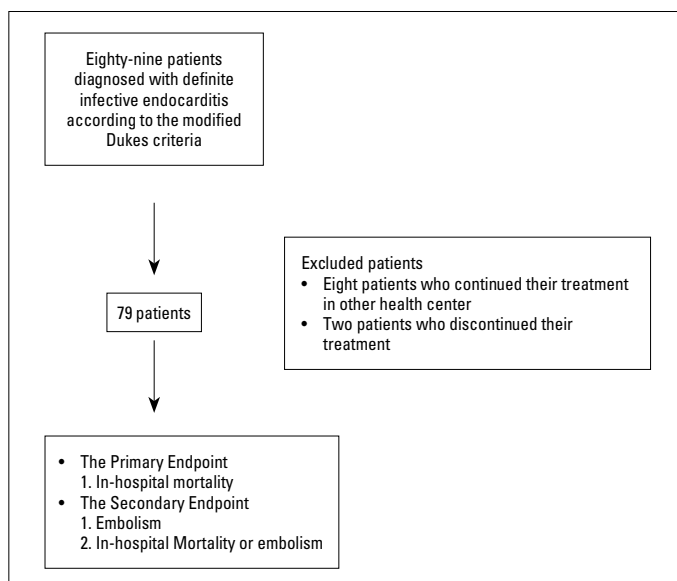 Eighty-nine patients
diagnosed with definite
infective endocarditis
according to the modified
Dukes criteria
Excluded patients
• Eight patients who continued their treatment
in other health center
• Two patients who discontinued their
treatment
79 patients
• The Primary Endpoint
1. In-hospital mortality
• The Secondary Endpoint
1. Embolism
2. In-hospital Mortality or embolism